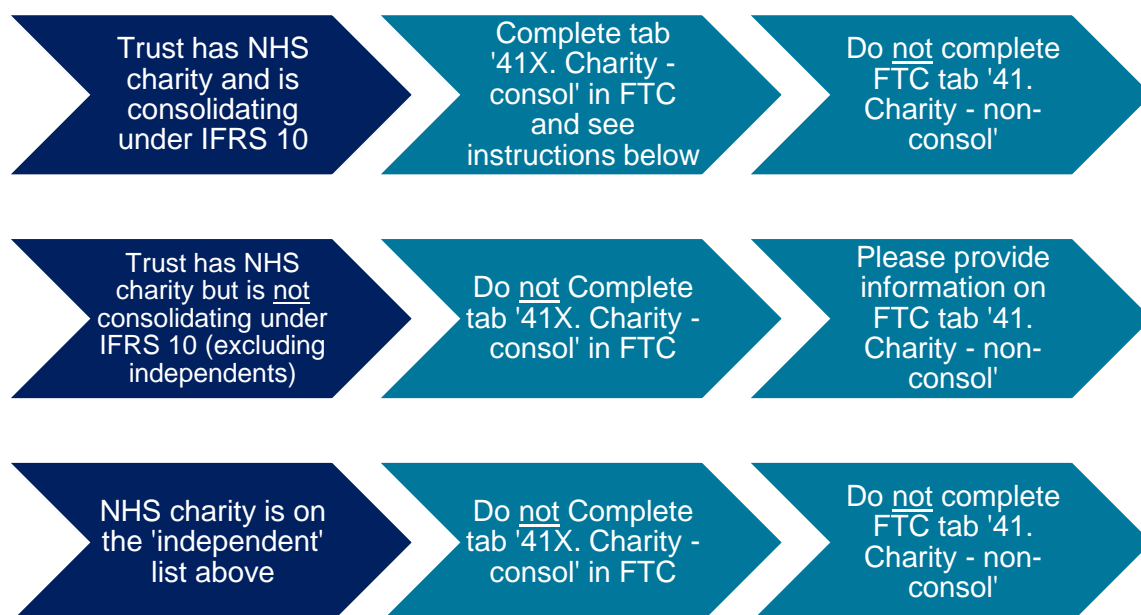 Trust has NHS
charity and is
consolidating
under IFRS 10
Complete tab
'41X. Charity -
consol' in FTC
and see
instructions below
Do not complete
FTC tab '41.
Charity - non-
consol'
Trust has NHS
charity but is not
consolidating under
IFRS 10 (excluding
independents)
Do not Complete
tab '41X. Charity -
consol' in FTC
Please provide
information on
FTC tab '41.
Charity - non-
consol'
NHS charity is on
the 'independent'
list above
Do not Complete
tab '41X. Charity -
consol' in FTC
Do not complete
FTC tab '41.
Charity - non-
consol'